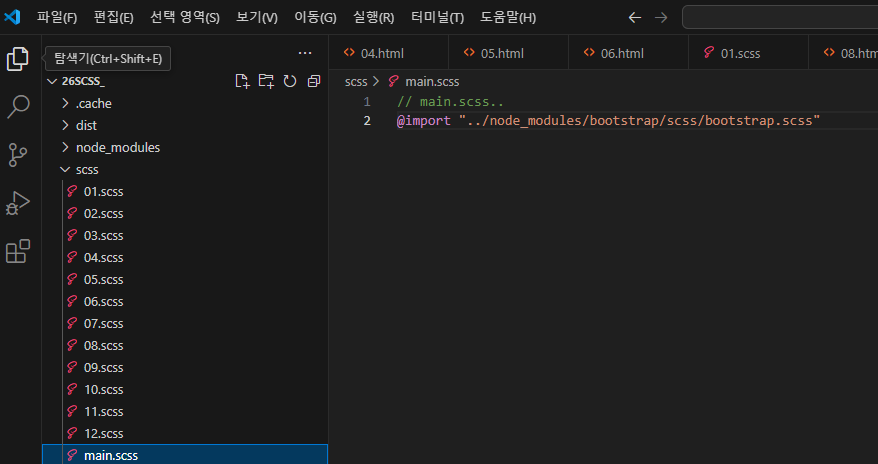 파일(F) 편집(E) 선택 영역(S) 보기(V) 이동(G) 실행(R) 터미널(T) 도움말(H)
탐색기(Ctrl+Shift+E)
04.html 05.html 06.html 01.scss 08.htm
26SCSS_
scss > main.scss
.cache
dist
node_modules
scss
01.scss
02.scss
03.scss
04.scss
05.scss
06.scss
07.scss
08.scss
09.scss
10.scss
11.scss
12.scss
main.scss
1 // main.scss..
2 @import "../node_modules/bootstrap/scss/bootstrap.scss"